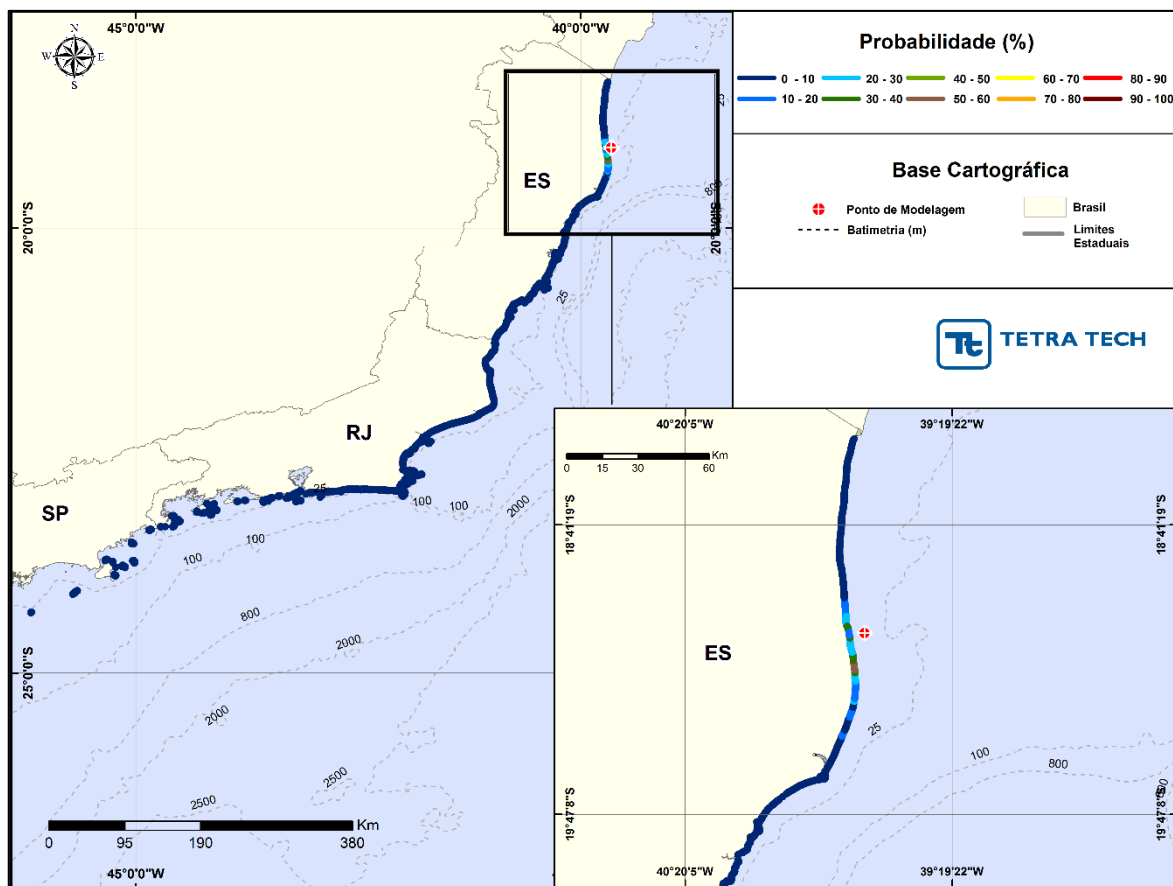 45°0'0"W
40°0'0"W
N
W
E
S
25
ES
800
20°0'0"S
20°0'0"S
25
RJ
25
SP
100
100
100
100
2000
800
2000
25°0'0"S
2000
2500
2500
Km
0
95
190
380
45°0'0"W
Probabilidade (%)
0 - 10
20 - 30
40 - 50
60 - 70
80 - 90
10 - 20
30 - 40
50 - 60
70 - 80
90 - 100
Base Cartográfica
Ponto de Modelagem
Brasil
Batimetria (m)
Limites
Estaduais
Tt
TETRA TECH
40°20'5"W
39°19'22"W
Km
0
15
30
60
18°41'19"S
18°41'19"S
ES
25
100
800
19°47'8"S
19°47'8"S
40°20'5"W
39°19'22"W